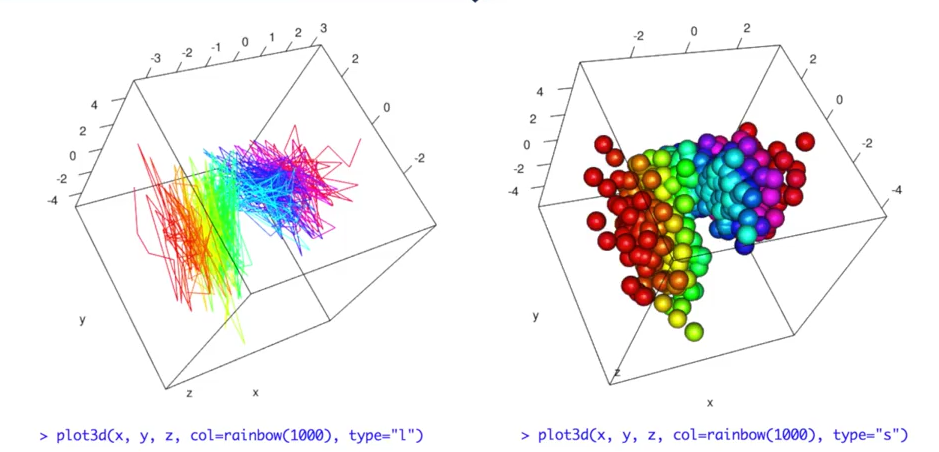 -3 -2 -1 0 1 2 3
2
0
-2
4
2
0
-2
-4
y
z
x
> plot3d(x, y, z, col=rainbow(1000), type="l")
-2 0 2
2
0
-2
-4
4
2
0
-2
-4
y
z
x
> plot3d(x, y, z, col=rainbow(1000), type="s")